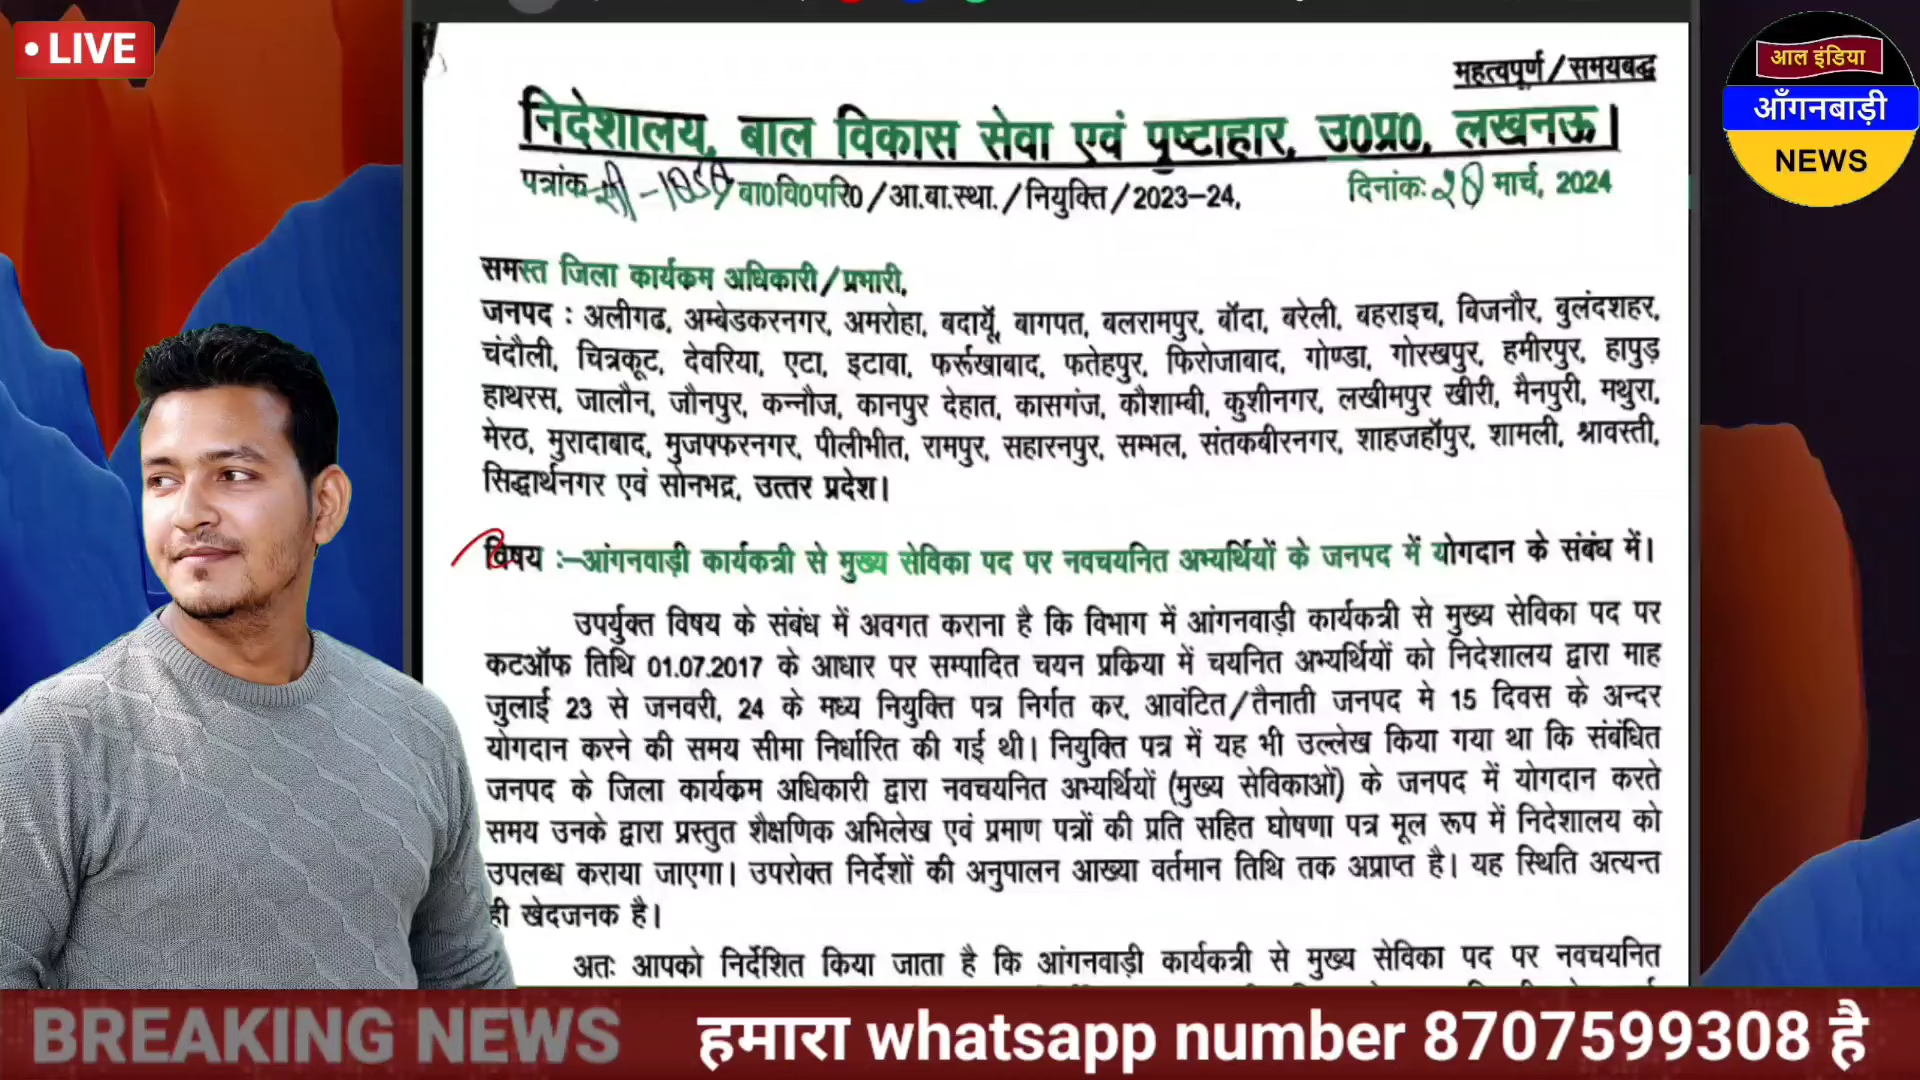 • LIVE
आल इंडिया
आँगनबाड़ी
NEWS
महत्वपूर्ण/समयबद्ध
निदेशालय, बाल विकास सेवा एवं पुष्टाहार, उ0प्र0, लखनऊ।
पत्रांक बा0वि0परि0/आ.बा.स्था./नियुक्ति/2023-24, दिनांकः मार्च, 2024
समस्त जिला कार्यकम अधिकारी/प्रभारी,
जनपद : अलीगढ, अम्बेडकरनगर, अमरोहा, बदायूॅ, बागपत, बलरामपुर, बॉदा, बरेली, बहराइच, बिजनौर, बुलंदशहर,
चंदौली, चित्रकूट, देवरिया, एटा, इटावा, फर्रूखाबाद, फतेहपुर, फिरोजाबाद, गोण्डा, गोरखपुर, हमीरपुर, हापुड़
हाथरस, जालौन, जौनपुर, कन्नौज, कानपुर देहात, कासगंज, कौशाम्बी, कुशीनगर, लखीमपुर खीरी, मैनपुरी, मथुरा,
मेरठ, मुरादाबाद, मुजफ्फरनगर, पीलीभीत, रामपुर, सहारनपुर, सम्भल, संतकबीरनगर, शाहजहॉपुर, शामली, श्रावस्ती,
सिद्धार्थनगर एवं सोनभद्र, उत्तर प्रदेश।
विषय :-आंगनवाड़ी कार्यकत्री से मुख्य सेविका पद पर नवचयनित अभ्यर्थियों के जनपद में योगदान के संबंध में।
उपर्युक्त विषय के संबंध में अवगत कराना है कि विभाग में आंगनवाड़ी कार्यकत्री से मुख्य सेविका पद पर
कटऑफ तिथि 01.07.2017 के आधार पर सम्पादित चयन प्रकिया में चयनित अभ्यर्थियों को निदेशालय द्वारा माह
जुलाई 23 से जनवरी, 24 के मध्य नियुक्ति पत्र निर्गत कर, आवंटित/तैनाती जनपद मे 15 दिवस के अन्दर
योगदान करने की समय सीमा निर्धारित की गई थी। नियुक्ति पत्र में यह भी उल्लेख किया गया था कि संबंधित
जनपद के जिला कार्यकम अधिकारी द्वारा नवचयनित अभ्यर्थियों (मुख्य सेविकाओं) के जनपद में योगदान करते
समय उनके द्वारा प्रस्तुत शैक्षणिक अभिलेख एवं प्रमाण पत्रों की प्रति सहित घोषणा पत्र मूल रूप में निदेशालय को
उपलब्ध कराया जाएगा। उपरोक्त निर्देशों की अनुपालन आख्या वर्तमान तिथि तक अप्राप्त है। यह स्थिति अत्यन्त
ही खेदजनक है।
अतः आपको निर्देशित किया जाता है कि आंगनवाड़ी कार्यकत्री से मुख्य सेविका पद पर नवचयनित
BREAKING NEWS हमारा whatsapp number 8707599308 है